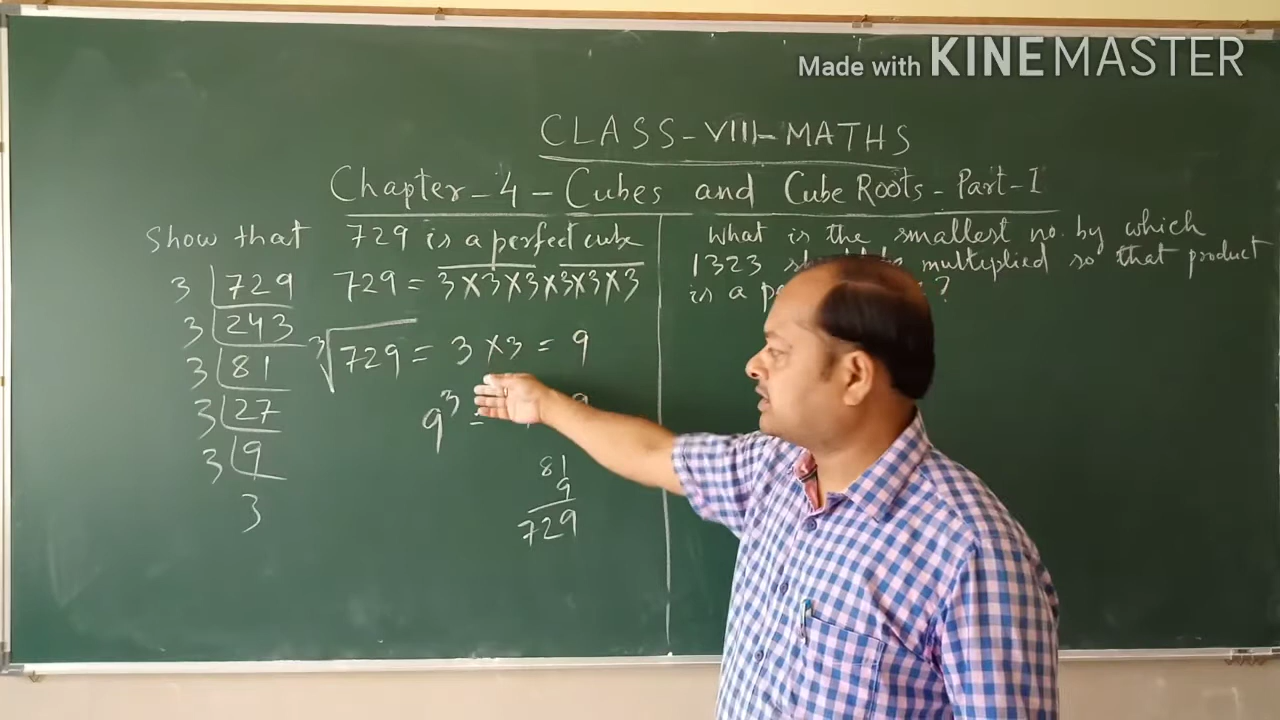 Made with KINEMASTER
CLASS-VIII-MATHS
Chapter-4-Cubes and Cube Roots-Part-I
Show that 729 is a perfect cube
3 729
3 243
3 81
3 27
3 9
3
729 = 3×3×3×3×3×3
∛729 = 3×3 = 9
9³ =
81
9
729
What is the smallest no. by which
1323 multiplied so that product
is a ?